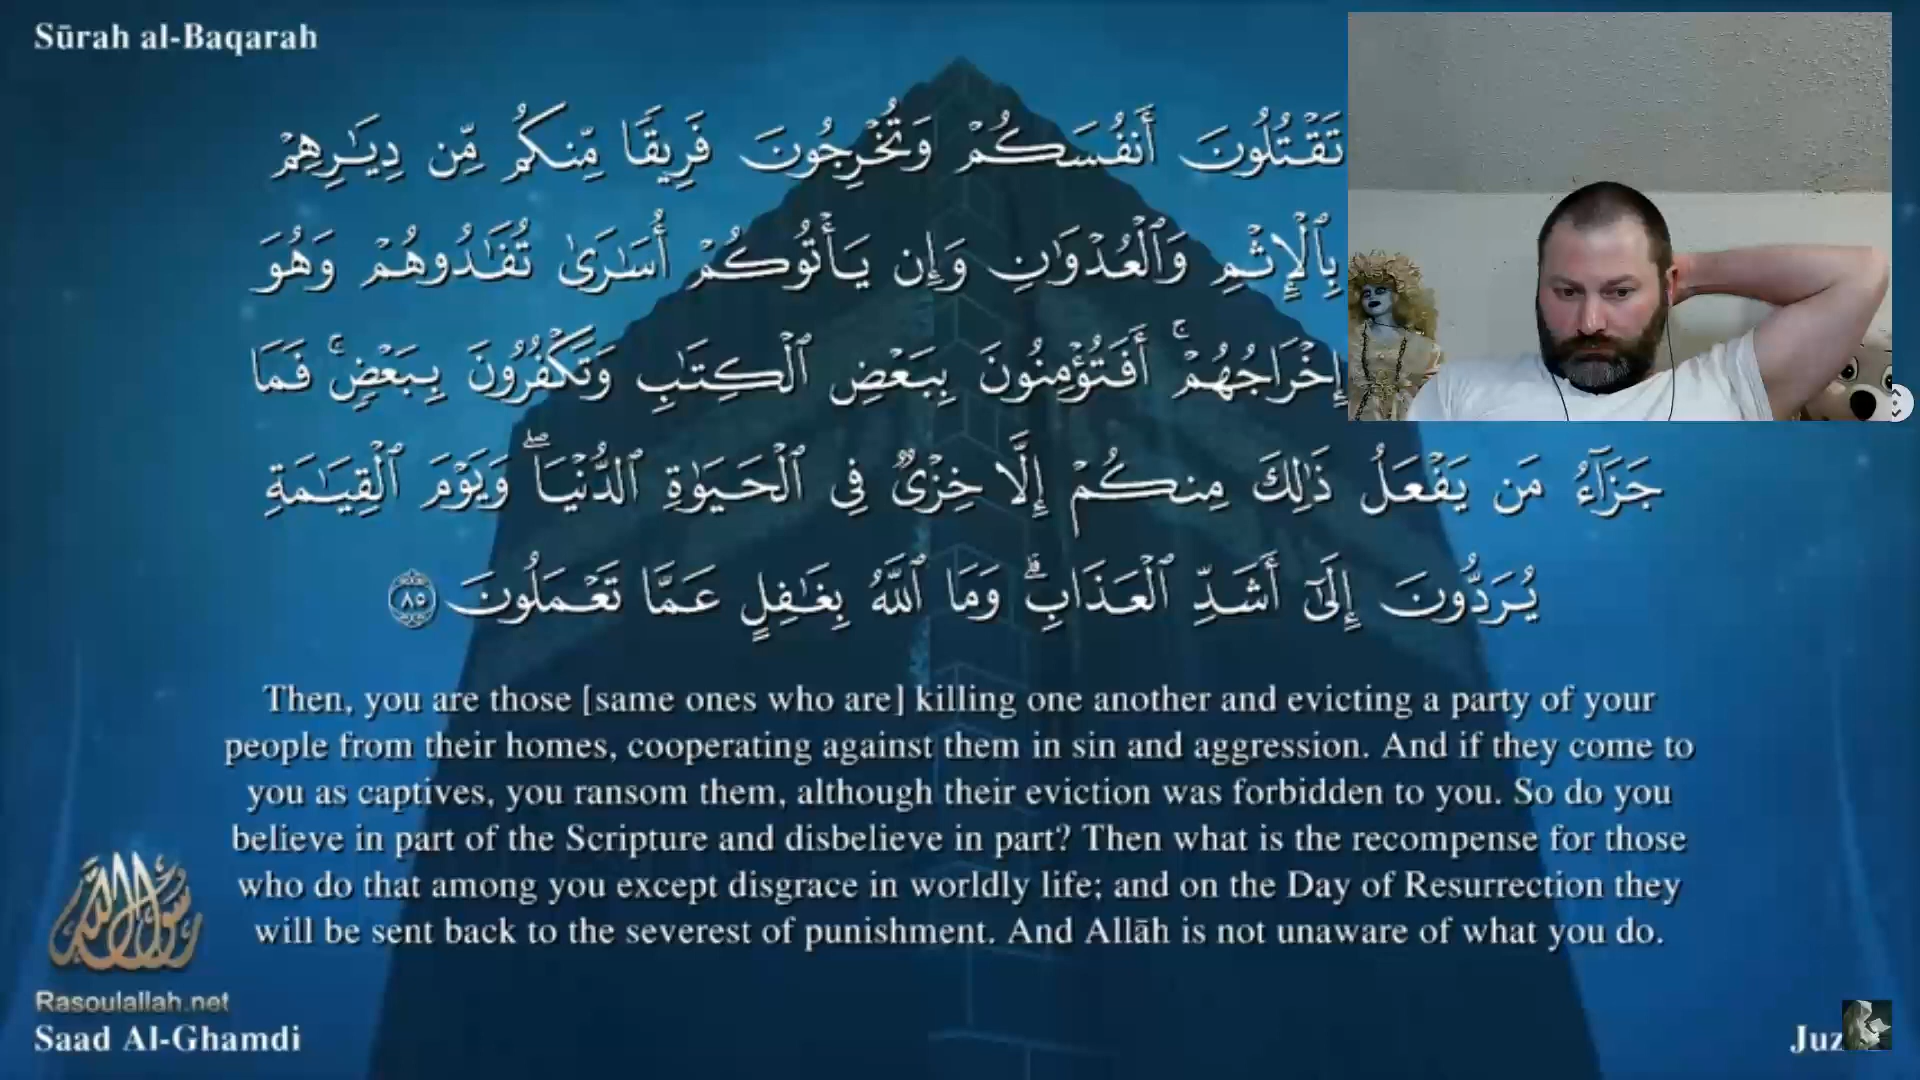 Sūrah al-Baqarah
تَقْتُلُونَ أَنفُسَكُمْ وَتُخْرِجُونَ فَرِيقًا مِّنكُم مِّن دِيَـٰرِهِمْ
بِٱلْإِثْمِ وَٱلْعُدْوَٰنِ وَإِن يَأْتُوكُمْ أُسَـٰرَىٰ تُفَـٰدُوهُمْ وَهُوَ
إِخْرَاجُهُمْ ۚ أَفَتُؤْمِنُونَ بِبَعْضِ ٱلْكِتَـٰبِ وَتَكْفُرُونَ بِبَعْضٍ ۚ فَمَا
جَزَآءُ مَن يَفْعَلُ ذَٰلِكَ مِنكُمْ إِلَّا خِزْىٌ فِى ٱلْحَيَوٰةِ ٱلدُّنْيَا ۖ وَيَوْمَ ٱلْقِيَـٰمَةِ
يُرَدُّونَ إِلَىٰٓ أَشَدِّ ٱلْعَذَابِ ۗ وَمَا ٱللَّهُ بِغَـٰفِلٍ عَمَّا تَعْمَلُونَ ٨٥
Then, you are those [same ones who are] killing one another and evicting a party of your
people from their homes, cooperating against them in sin and aggression. And if they come to
you as captives, you ransom them, although their eviction was forbidden to you. So do you
believe in part of the Scripture and disbelieve in part? Then what is the recompense for those
who do that among you except disgrace in worldly life; and on the Day of Resurrection they
will be sent back to the severest of punishment. And Allāh is not unaware of what you do.
رسول الله
Rasoulallah.net
Saad Al-Ghamdi
Juz